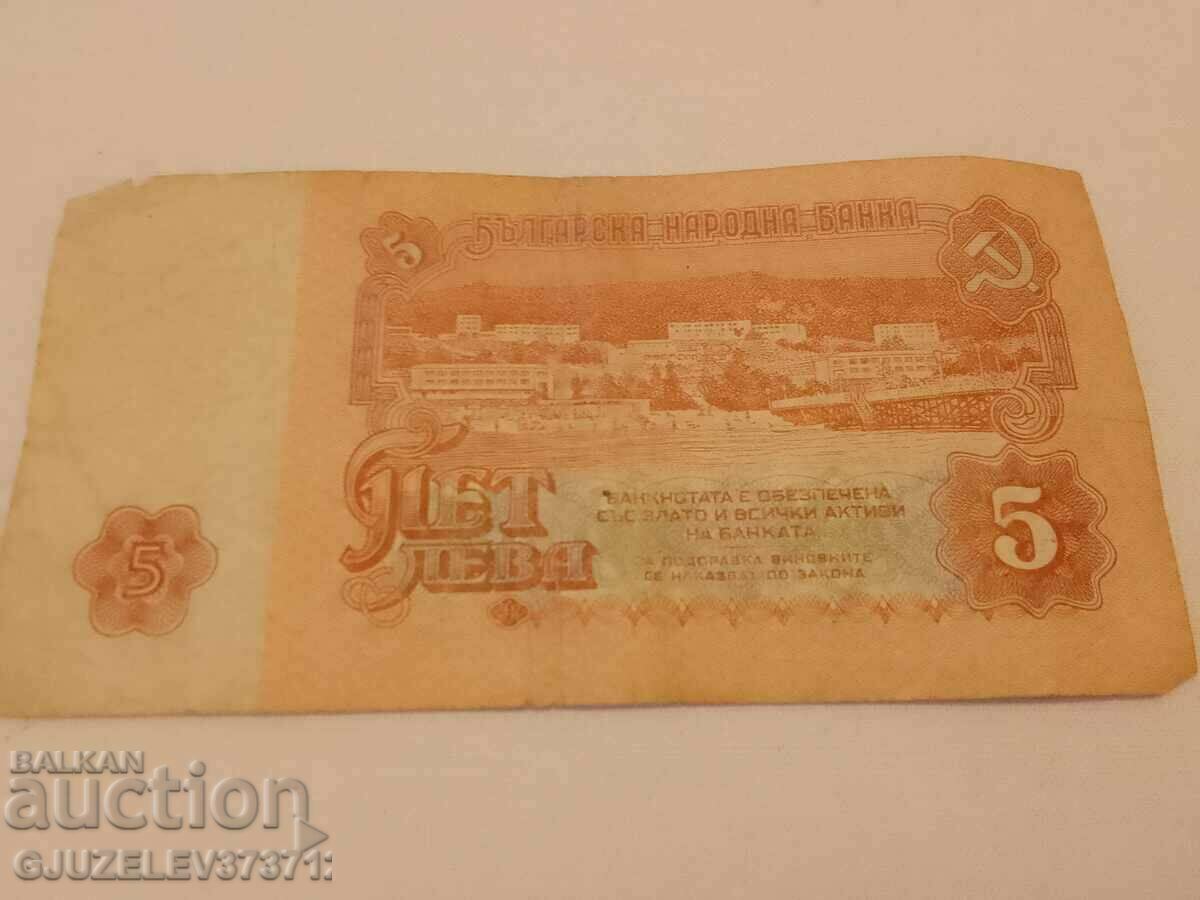 БЪЛГАРСКА НАРОДНА БАНКА
5
ПЕТ
ЛЕВА
БАНКНОТАТА Е ОБЕЗПЕЧЕНА
СЪС ЗЛАТО И ВСИЧКИ АКТИВИ
НА БАНКАТА
ЗА ПОДПРАВКА ВИНОВНИТЕ
СЕ НАКАЗВАТ ПО ЗАКОНА
5
5
BALKAN
auction
GJUZELEV373712